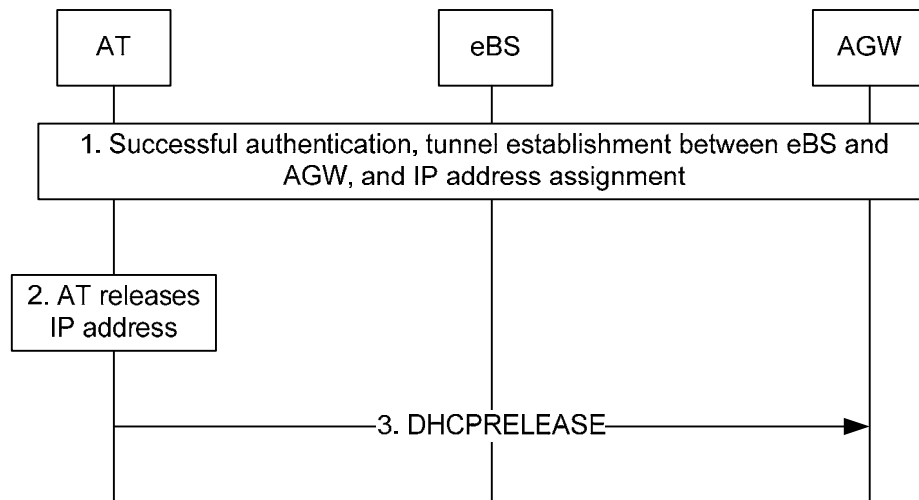 AT
eBS
AGW
1. Successful authentication, tunnel establishment between eBS and
AGW, and IP address assignment
2. AT releases
IP address
3. DHCPRELEASE